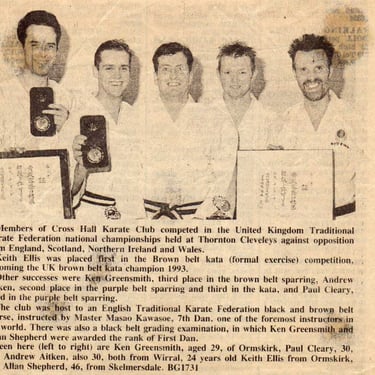 Members of Cross Hall Karate Club competed in the United Kingdom Traditional
rate Federation national championships held at Thornton Cleveleys against opposition
m England, Scotland, Northern Ireland and Wales.
Keith Ellis was placed first in the Brown belt kata (formal exercise) competition,
oming the UK brown belt kata champion 1993.
Other successes were Ken Greensmith, third place in the brown belt sparring, Andrew
ken, second place in the purple belt sparring and third in the kata, and Paul Cleary,
d in the purple belt sparring.
he club was host to an English Traditional Karate Federation black and brown belt
rse, instructed by Master Masao Kawasoe, 7th Dan. one of the foremost instructors in
world. There was also a black belt grading examination, in which Ken Greensmith and
an Shepherd were awarded the rank of First Dan.
een here (left to right) are Ken Greensmith, aged 29, of Ormskirk, Paul Cleary, 30,
Andrew Aitken, also 30, both from Wirral, 24 years old Keith Ellis from Ormskirk,
Allan Shepherd, 46, from Skelmersdale. BG1731